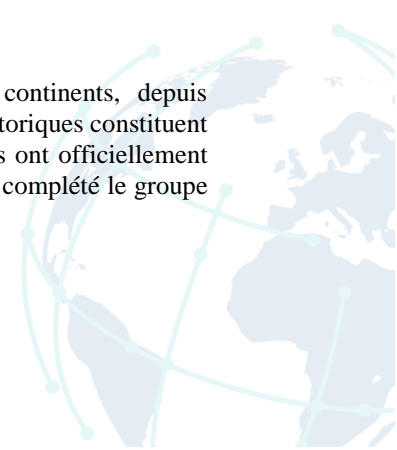 continents, depuis
toriques constituent
s ont officiellement
complété le groupe